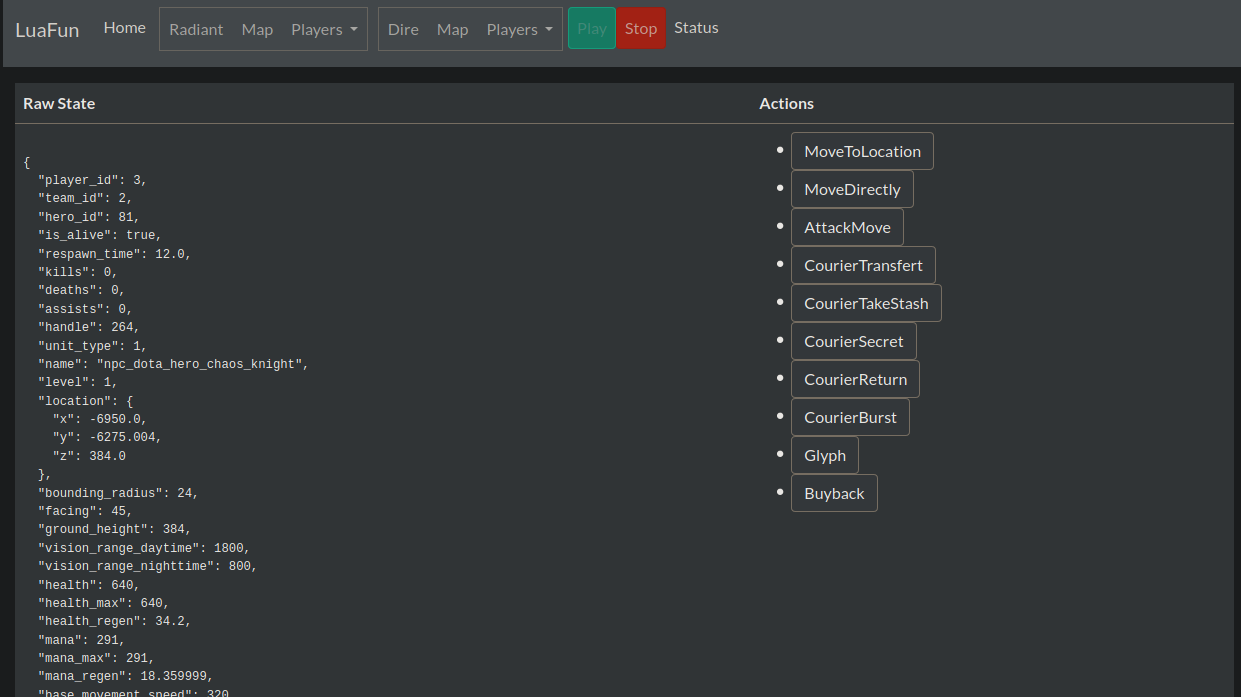 LuaFun Home Radiant Map Players Dire Map Players Play Stop Status
Raw State
Actions
{
"player_id": 3,
"team_id": 2,
"hero_id": 81,
"is_alive": true,
"respawn_time": 12.0,
"kills": 0,
"deaths": 0,
"assists": 0,
"handle": 264,
"unit_type": 1,
"name": "npc_dota_hero_chaos_knight",
"level": 1,
"location": {
"x": -6950.0,
"y": -6275.004,
"z": 384.0
},
"bounding_radius": 24,
"facing": 45,
"ground_height": 384,
"vision_range_daytime": 1800,
"vision_range_nighttime": 800,
"health": 640,
"health_max": 640,
"health_regen": 34.2,
"mana": 291,
"mana_max": 291,
"mana_regen": 18.359999,
"base_movement_speed": 320
MoveToLocation
MoveDirectly
AttackMove
CourierTransfert
CourierTakeStash
CourierSecret
CourierReturn
CourierBurst
Glyph
Buyback